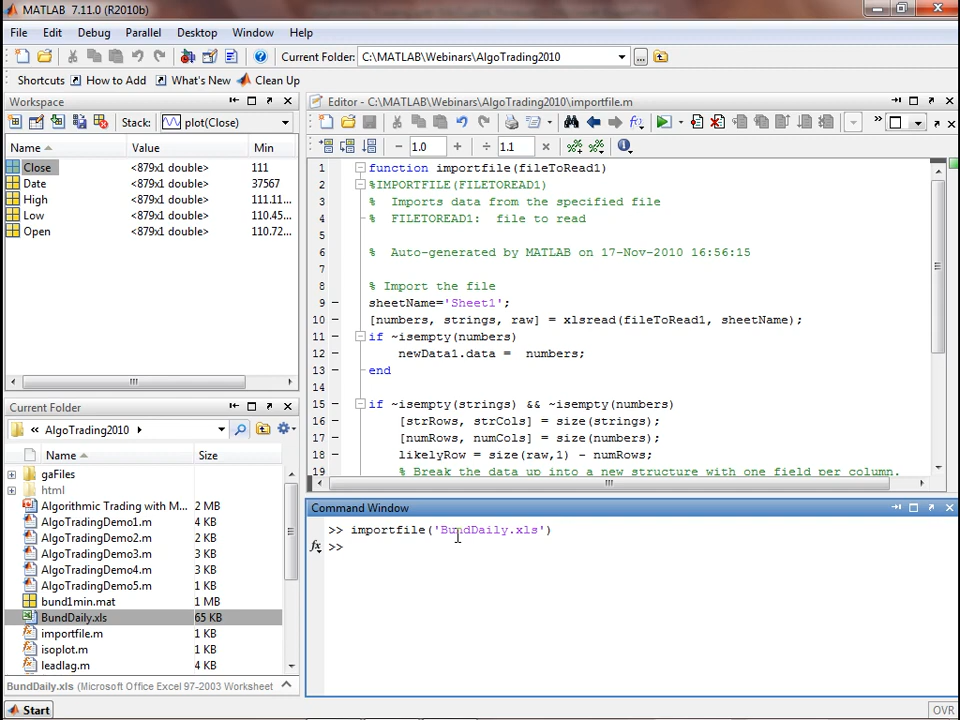 MATLAB 7.11.0 (R2010b)
File Edit Debug Parallel Desktop Window Help
Current Folder: C:\MATLAB\Webinars\AlgoTrading2010
Shortcuts How to Add What's New Clean Up
Workspace
Stack: plot(Close)
Name Value Min
Close <879x1 double> 111
Date <879x1 double> 37567
High <879x1 double> 111.11...
Low <879x1 double> 110.45...
Open <879x1 double> 110.72...
Current Folder
« AlgoTrading2010
Name Size
gaFiles
html
Algorithmic Trading with M... 2 MB
AlgoTradingDemo1.m 4 KB
AlgoTradingDemo2.m 6 KB
AlgoTradingDemo3.m 4 KB
AlgoTradingDemo4.m 6 KB
AlgoTradingDemo5.m 1 KB
bund1min.mat 1 MB
BundDaily.xls 65 KB
importfile.m 1 KB
isoplot.m 1 KB
leadlag.m 4 KB
BundDaily.xls (Microsoft Office Excel 97-2003 Worksheet
Editor - C:\MATLAB\Webinars\AlgoTrading2010\importfile.m
− 1.0 + ÷ 1.1 ×
1 function importfile(fileToRead1)
2 %IMPORTFILE(FILETOREAD1)
3 % Imports data from the specified file
4 % FILETOREAD1: file to read
5
6 % Auto-generated by MATLAB on 17-Nov-2010 16:56:15
7
8 % Import the file
9 sheetName='Sheet1';
10 [numbers, strings, raw] = xlsread(fileToRead1, sheetName);
11 if ~isempty(numbers)
12 newData1.data = numbers;
13 end
14
15 if ~isempty(strings) && ~isempty(numbers)
16 [strRows, strCols] = size(strings);
17 [numRows, numCols] = size(numbers);
18 likelyRow = size(raw,1) - numRows;
19 % Break the data up into a new structure with one field per column.
Command Window
>> importfile('BundDaily.xls')
fx >>
Start
OVR